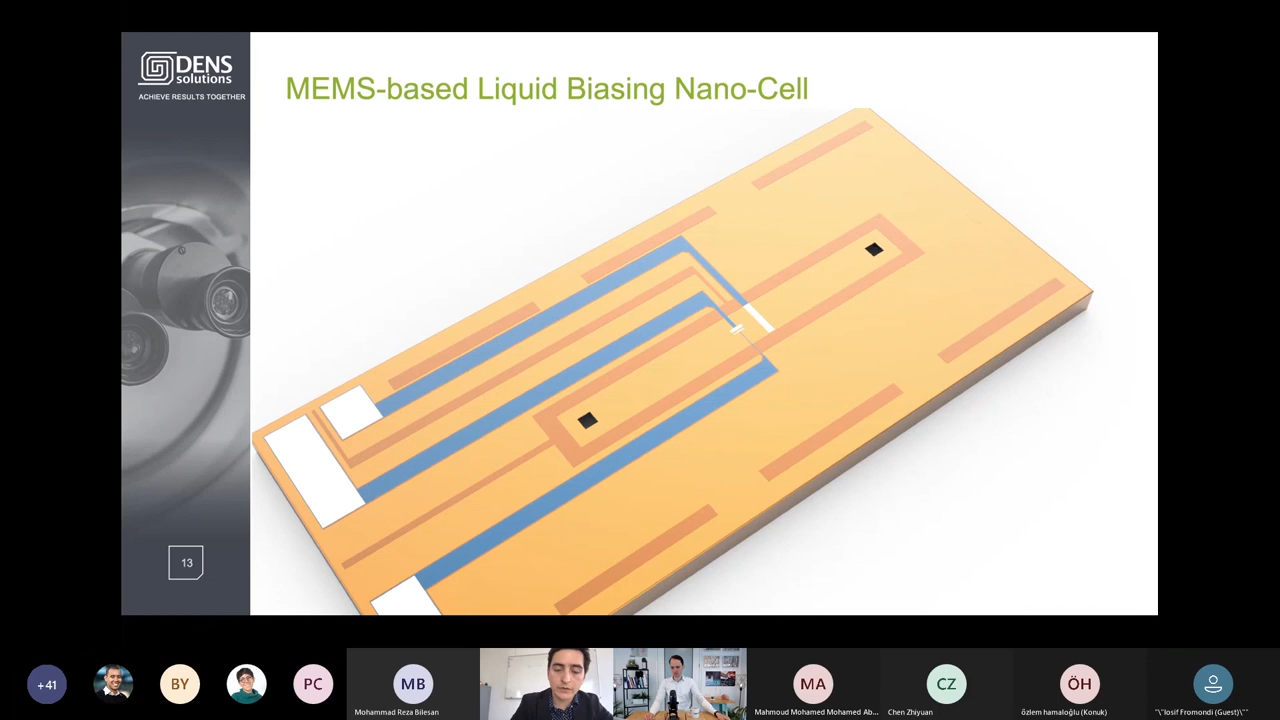 DENS
solutions
ACHIEVE RESULTS TOGETHER
MEMS-based Liquid Biasing Nano-Cell
13
+41
BY
PC
MB
MA
CZ
ÖH
Mohammad Reza Bilesan
Mahmoud Mohamed Mohamed Ab...
Chen Zhiyuan
özlem hamaloğlu (Konuk)
"\"Iosif Fromondi (Guest)\""